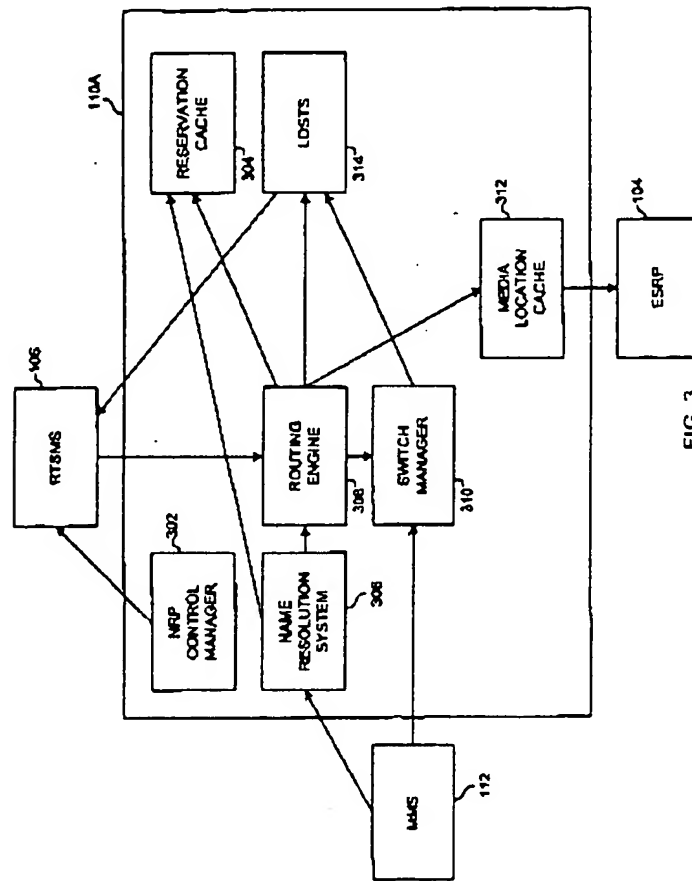 106
RTSMS
110A
302
NRP
CONTROL
MANAGER
RESERVATION
CACHE
304
NAME
RESOLUTION
SYSTEM
306
ROUTING
ENGINE
308
LDSTS
314
SWITCH
MANAGER
310
312
MEDIA
LOCATION
CACHE
MMS
112
104
ESRP
FIG. 3